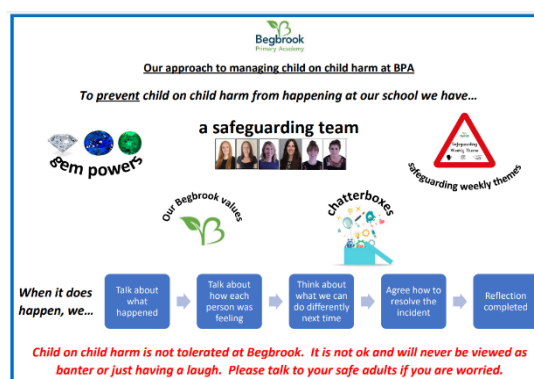 Begbrook
Primary Academy
Our approach to managing child on child harm at BPA
To prevent child on child harm from happening at our school we have…
gem powers
a safeguarding team
Safeguarding
Weekly Theme
safeguarding weekly themes
Our Begbrook values
chatterboxes
When it does
happen, we…
Talk about
what
happened
Talk about
how each
person was
feeling
Think about
what we can
do differently
next time
Agree how to
resolve the
incident
Reflection
completed
Child on child harm is not tolerated at Begbrook.  It is not ok and will never be viewed as
banter or just having a laugh.  Please talk to your safe adults if you are worried.